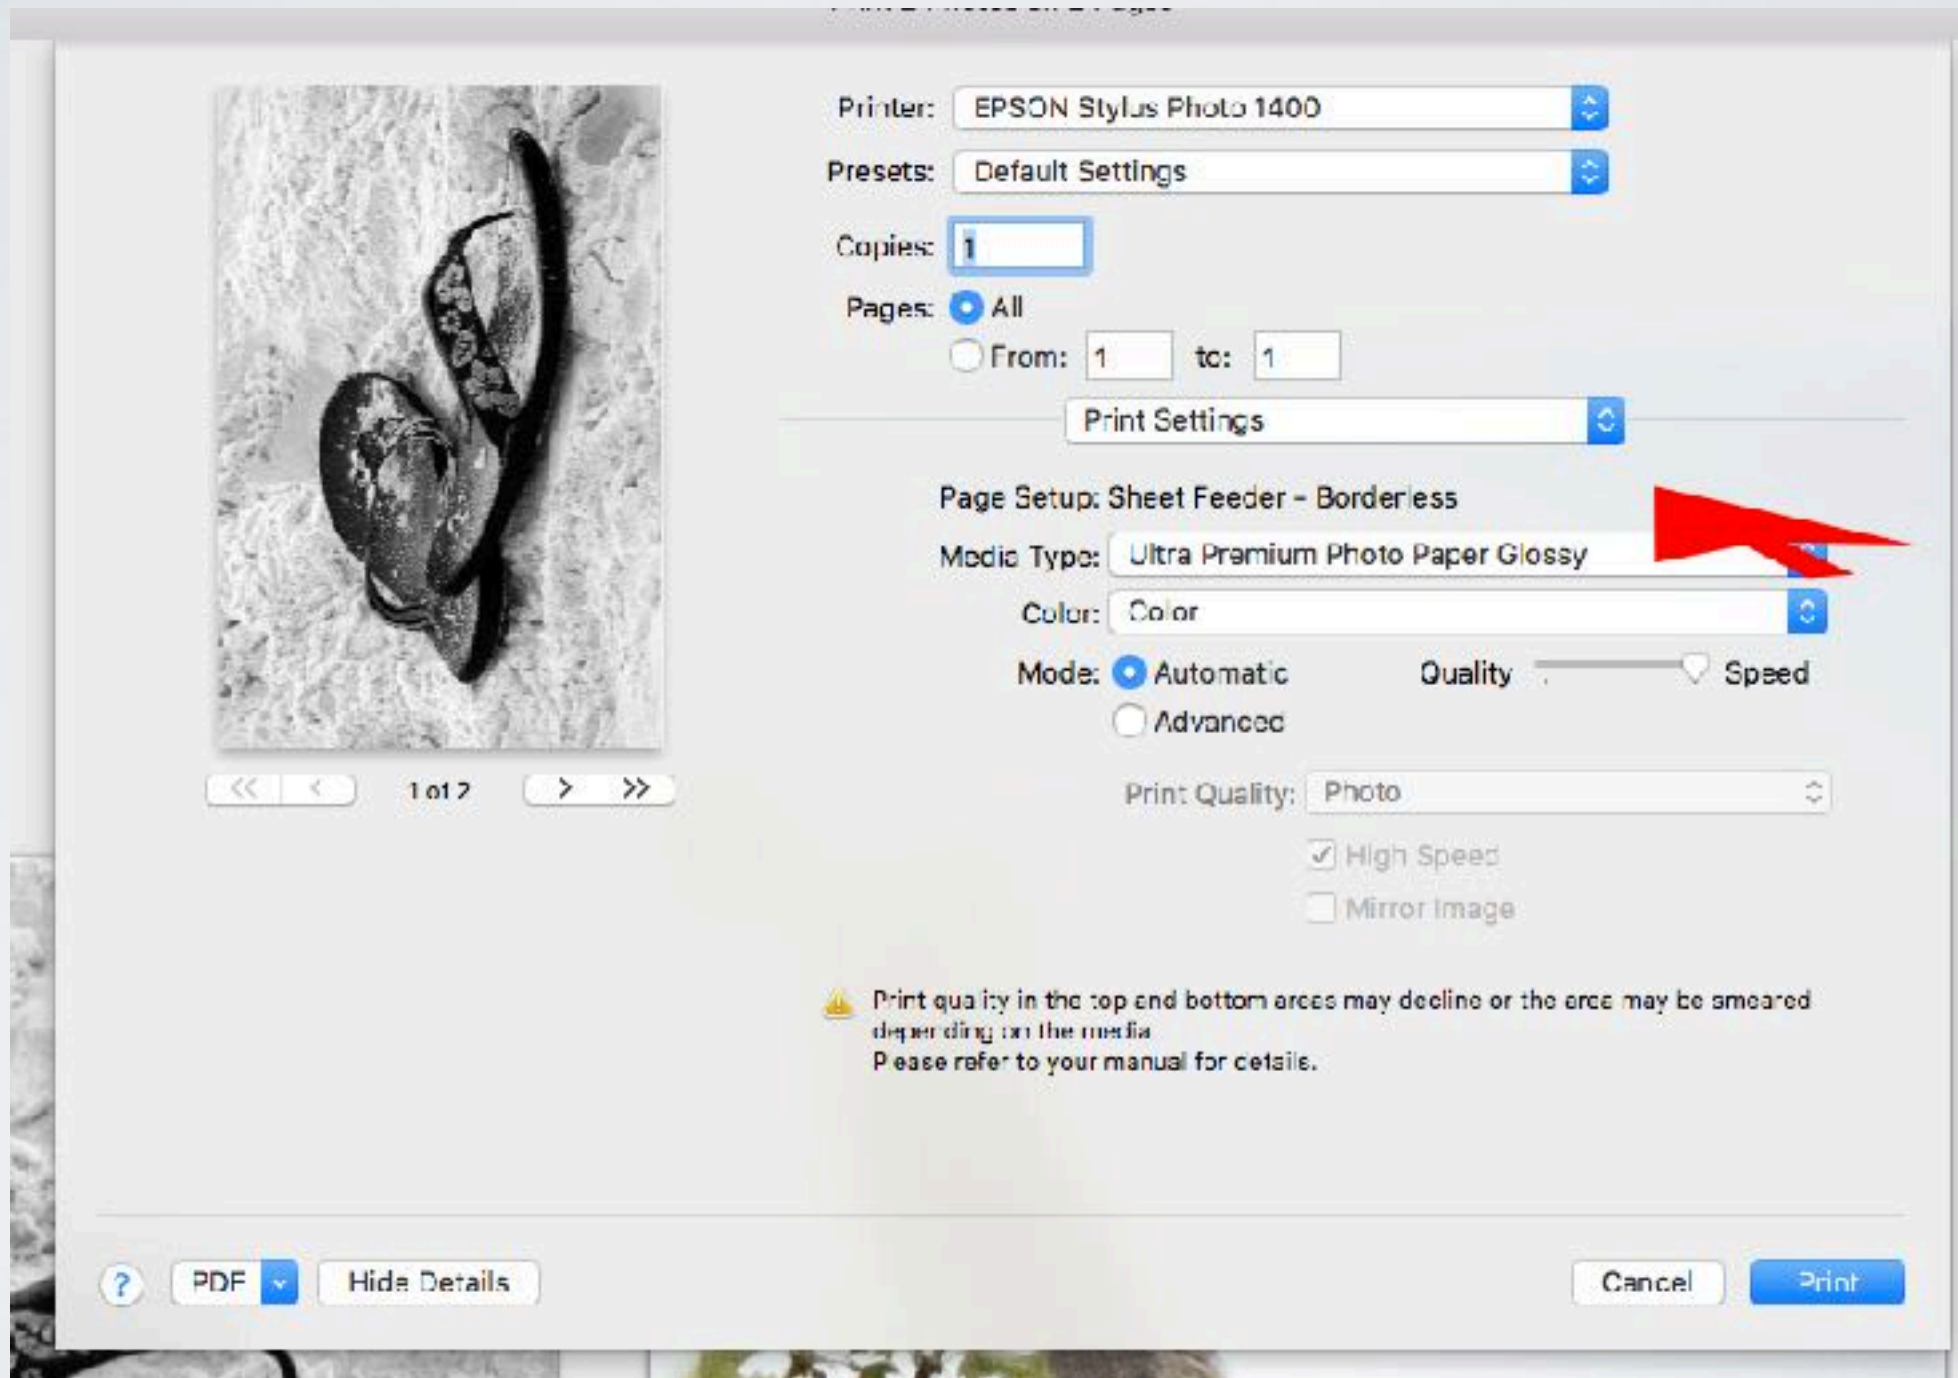 Printer: EPSON Stylus Photo 1400
Presets: Default Settings
Copies: 1
Pages: All
From: 1 to: 1
Print Settings
Page Setup: Sheet Feeder - Borderless
Media Type: Ultra Premium Photo Paper Glossy
Color: Color
Mode: Automatic Quality Speed
Advanced
1 of 2
Print Quality: Photo
High Speed
Mirror Image
Print quality in the top and bottom areas may decline or the area may be smeared
depending on the media
Please refer to your manual for details.
? PDF Hide Details Cancel Print